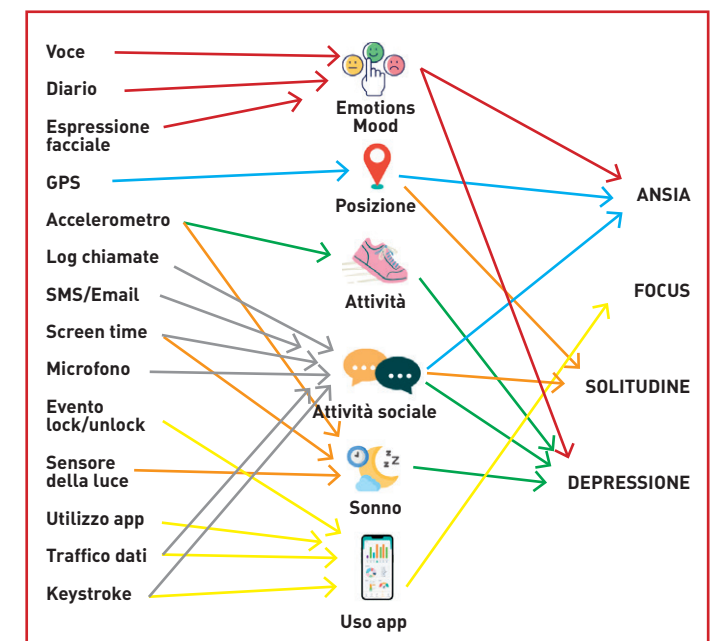 Voce
Diario
Espressione
facciale
GPS
Accelerometro
Log chiamate
SMS/Email
Screen time
Microfono
Evento
lock/unlock
Sensore
della luce
Utilizzo app
Traffico dati
Keystroke
Emotions
Mood
Posizione
Attività
Attività sociale
z z Z
Sonno
Uso app
ANSIA
FOCUS
SOLITUDINE
DEPRESSIONE